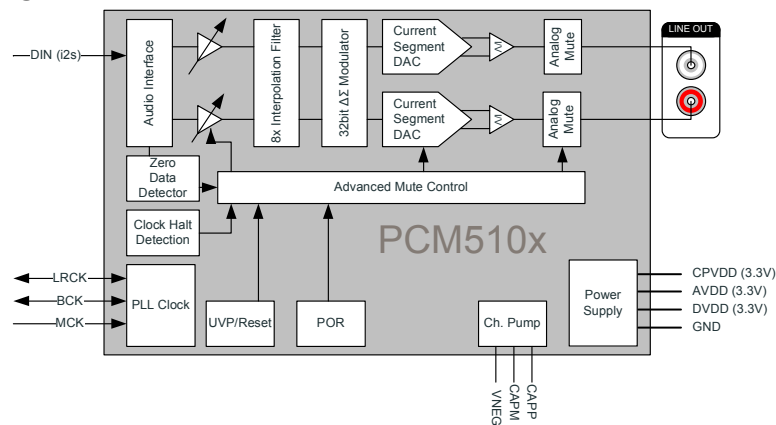 LINE OUT
DIN (i2s)
Audio Interface
8x Interpolation Filter
32bit ΔΣ Modulator
Current
Segment
DAC
Analog
Mute
Current
Segment
DAC
Analog
Mute
Zero
Data
Detector
Advanced Mute Control
Clock Halt
Detection
PCM510x
LRCK
BCK
MCK
PLL Clock
UVP/Reset
POR
Ch. Pump
Power
Supply
CPVDD (3.3V)
AVDD (3.3V)
DVDD (3.3V)
GND
VNEG
CAPM
CAPP